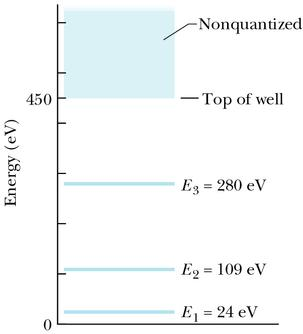 Nonquantized
450
Top of well
Energy (eV)
E₃ = 280 eV
E₂ = 109 eV
E₁ = 24 eV
0